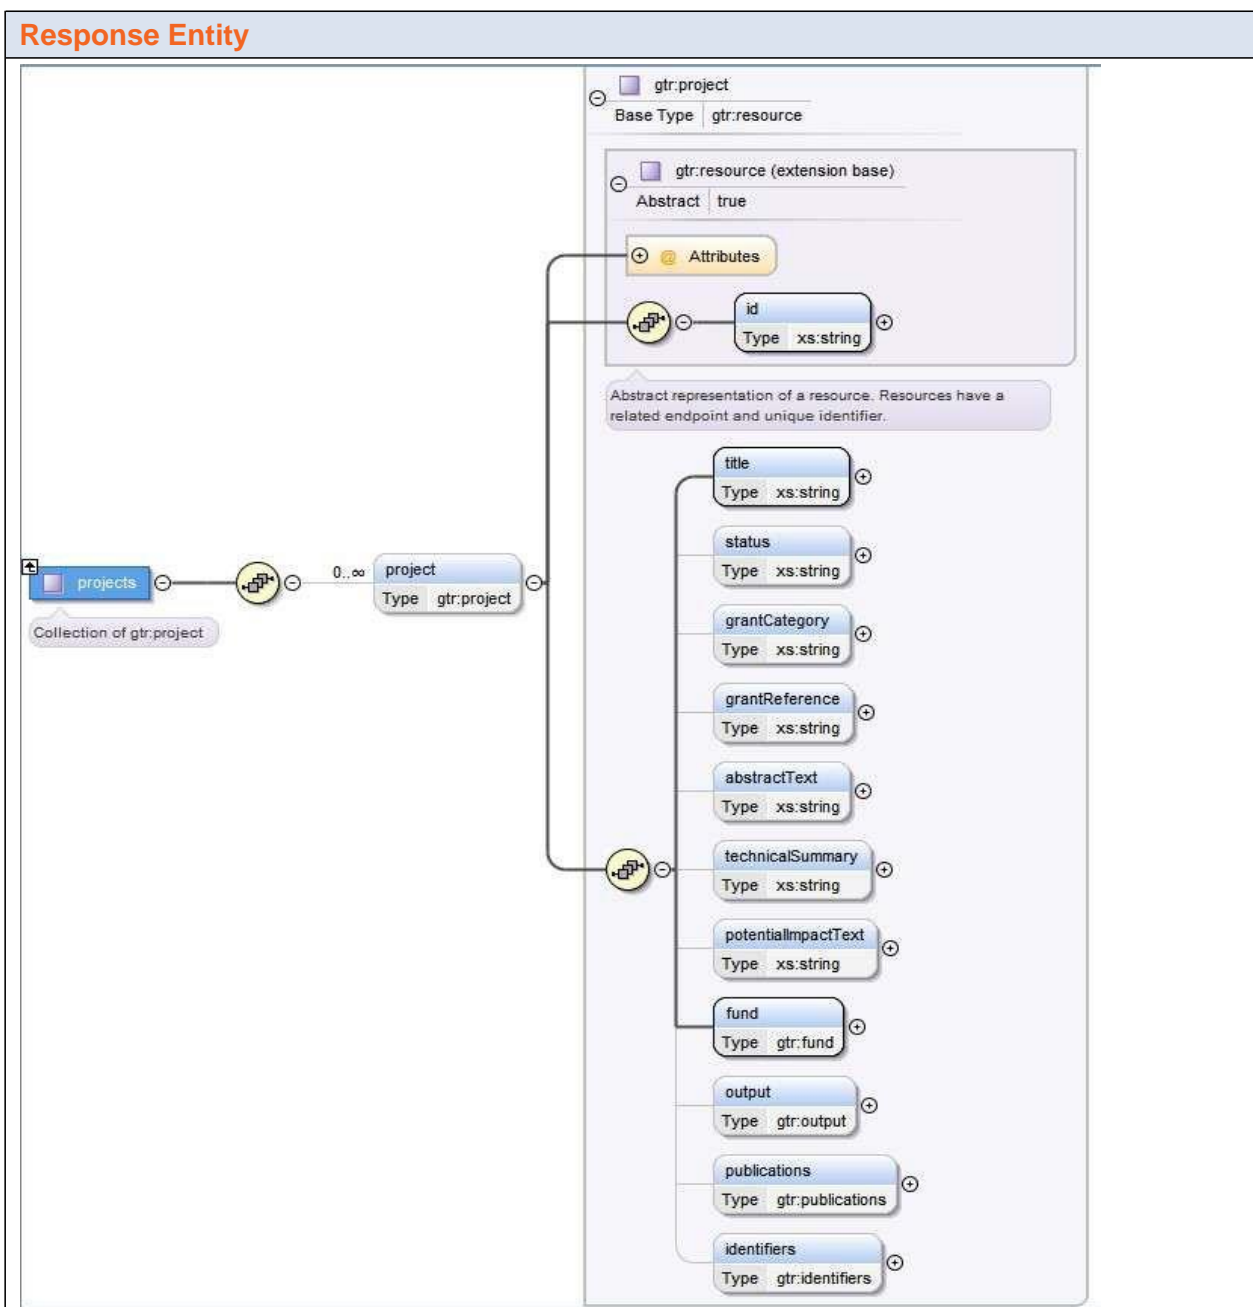 Response Entity
gtr:project
Base Type gtr:resource
gtr:resource (extension base)
Abstract true
@ Attributes
id
Type xs:string
Abstract representation of a resource. Resources have a
related endpoint and unique identifier.
title
Type xs:string
status
Type xs:string
projects
0..∞
project
Type gtr:project
Collection of gtr:project
grantCategory
Type xs:string
grantReference
Type xs:string
abstractText
Type xs:string
technicalSummary
Type xs:string
potentialImpactText
Type xs:string
fund
Type gtr:fund
output
Type gtr:output
publications
Type gtr:publications
identifiers
Type gtr:identifiers